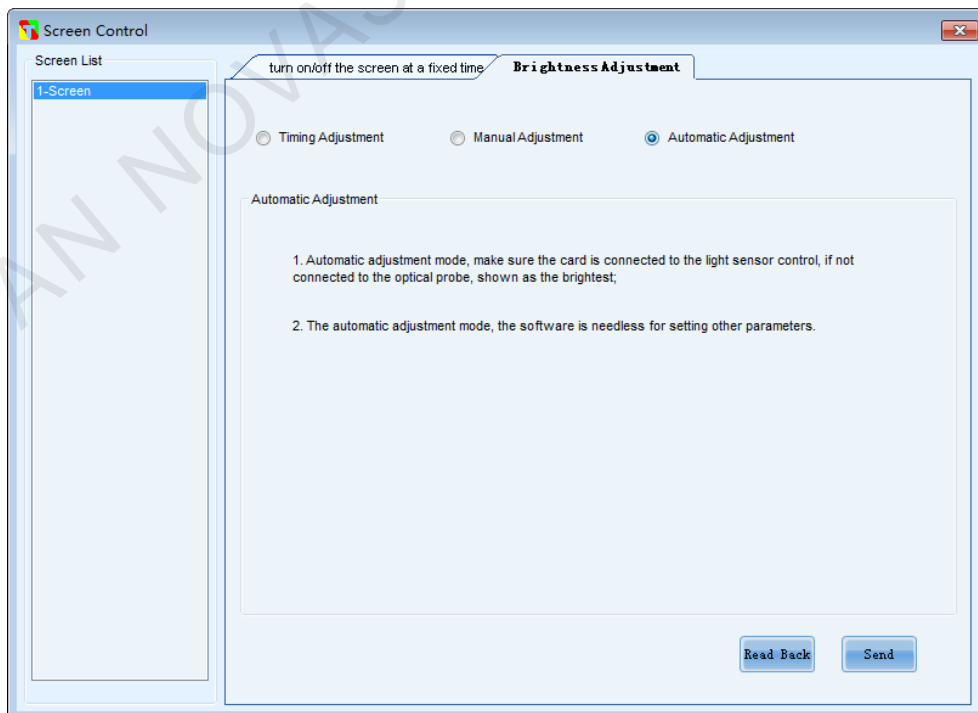 Screen Control
Screen List
1-Screen
turn on/off the screen at a fixed time
Brightness Adjustment
Timing Adjustment
Manual Adjustment
Automatic Adjustment
Automatic Adjustment
1. Automatic adjustment mode, make sure the card is connected to the light sensor control, if not
connected to the optical probe, shown as the brightest;
2. The automatic adjustment mode, the software is needless for setting other parameters.
Read Back
Send
AN NOVAS